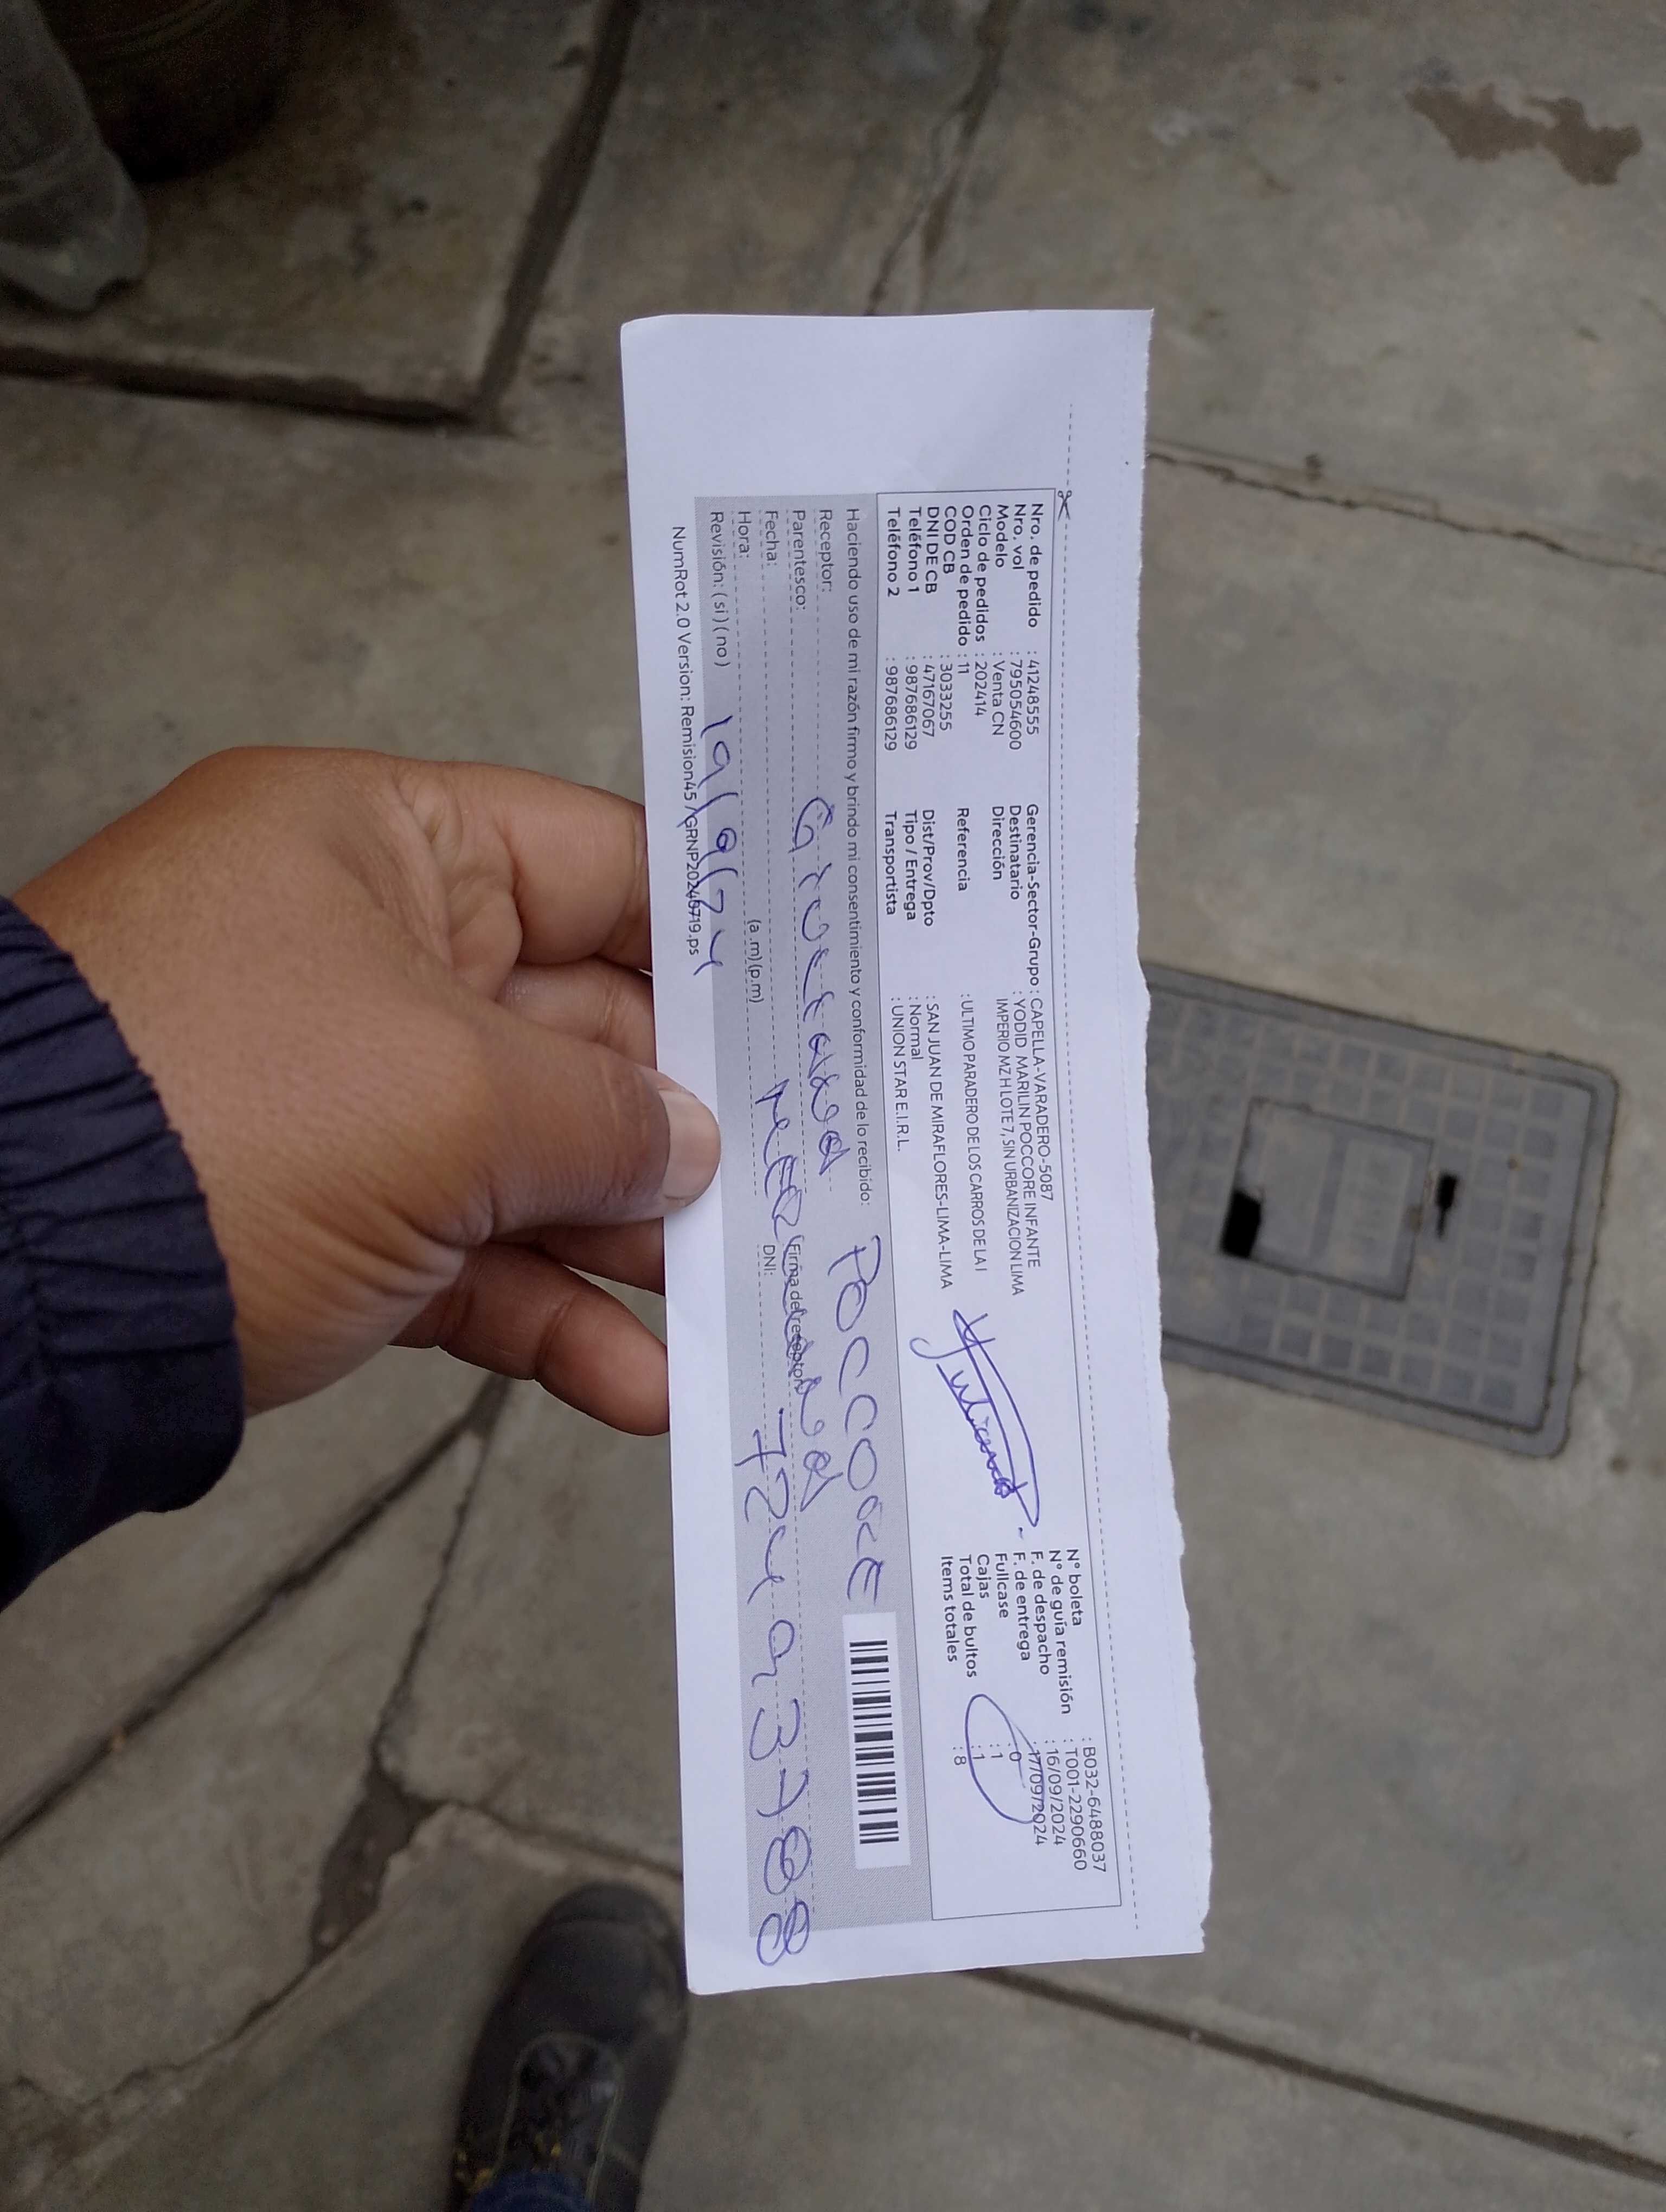 Nro. de pedido : 41248555
Nro. vol : 795054600
Modelo : Venta CN
Ciclo de pedidos : 202414
Orden de pedido : 11
COD CB : 3033255
DNI DE CB : 47167067
Teléfono 1 : 987686129
Teléfono 2 : 987686129
Gerencia-Sector-Grupo : CAPELLA-VARADERO-5087
Destinatario : YODID MARILIN POCCORE INFANTE
Dirección IMPERIO MZ H LOTE 7, SIN URBANIZACION LIMA
Referencia : ULTIMO PARADERO DE LOS CARROS DE LA I
Dist/Prov/Dpto : SAN JUAN DE MIRAFLORES-LIMA-LIMA
Tipo / Entrega : Normal
Transportista : UNION STAR E.I.R.L.
N° boleta : B032-6488037
N° de guía remisión : T001-2290660
F. de despacho : 16/09/2024
F. de entrega : 17/09/2024
Fullcase : 0
Cajas : 1
Total de bultos : 1
Items totales : 8
Haciendo uso de mi razón firmo y brindo mi consentimiento y conformidad de lo recibido:
Receptor: POCCORE
Parentesco:
Fecha:
Hora: (a.m)(p.m)
Revisión: (si)(no) 19/9/24
(Firma del receptor)
DNI:
NumRot 2.0 Version: Remision45 / GRNP20240719.ps